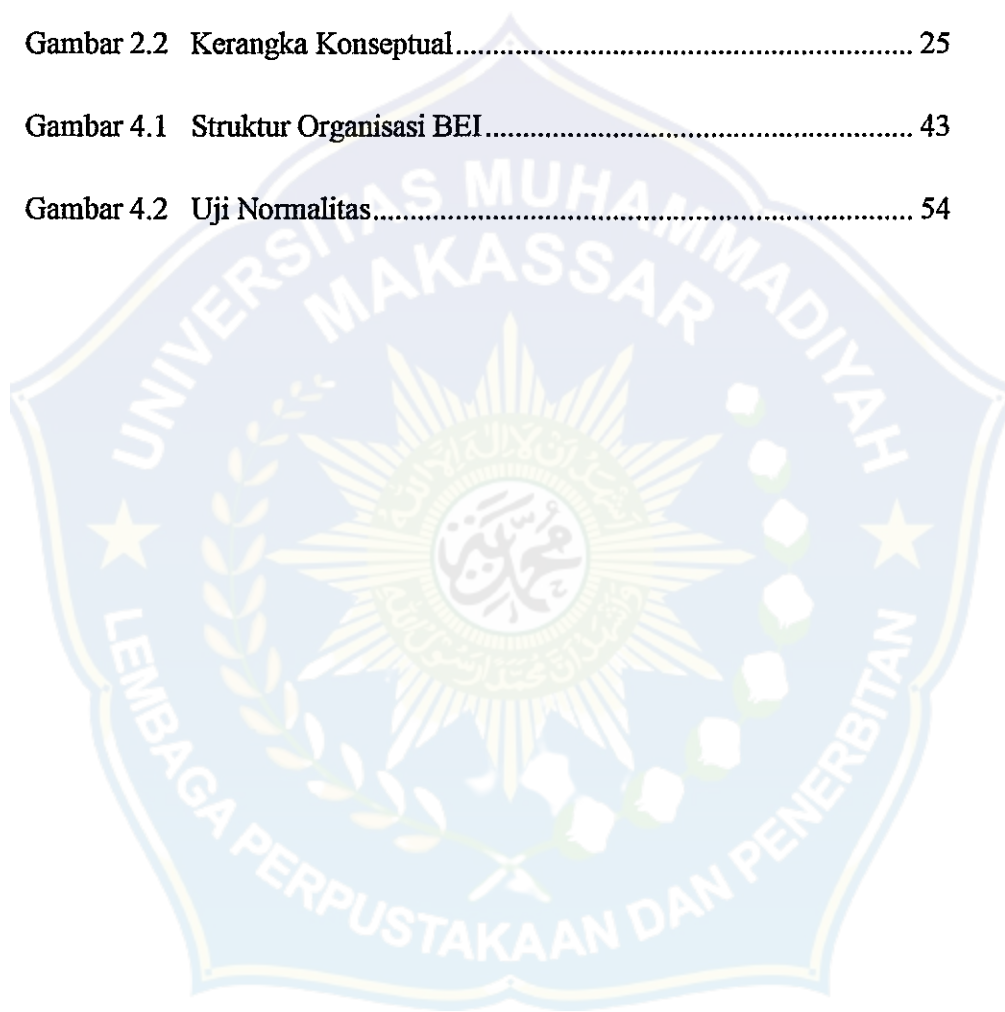 Gambar 2.2 Kerangka Konseptual.................................................. 25
Gambar 4.1 Struktur Organisasi BEI.............................................. 43
Gambar 4.2 Uji Normalitas............................................................ 54
UNIVERSITAS MUHAMMADIYAH
MAKASSAR
LEMBAGA PERPUSTAKAAN DAN PENERBITAN